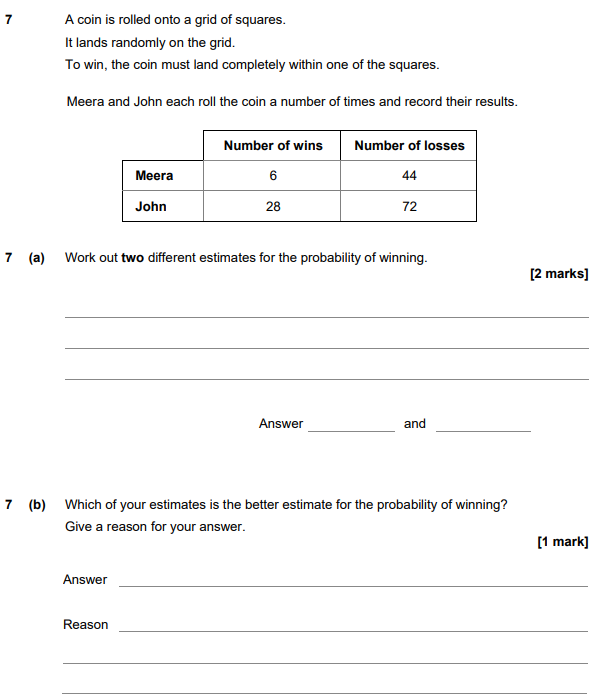 7 A coin is rolled onto a grid of squares.
It lands randomly on the grid.
To win, the coin must land completely within one of the squares.
Meera and John each roll the coin a number of times and record their results.
Number of wins Number of losses
Meera 6 44
John 28 72
7 (a) Work out two different estimates for the probability of winning.
[2 marks]
Answer and
7 (b) Which of your estimates is the better estimate for the probability of winning?
Give a reason for your answer.
[1 mark]
Answer
Reason